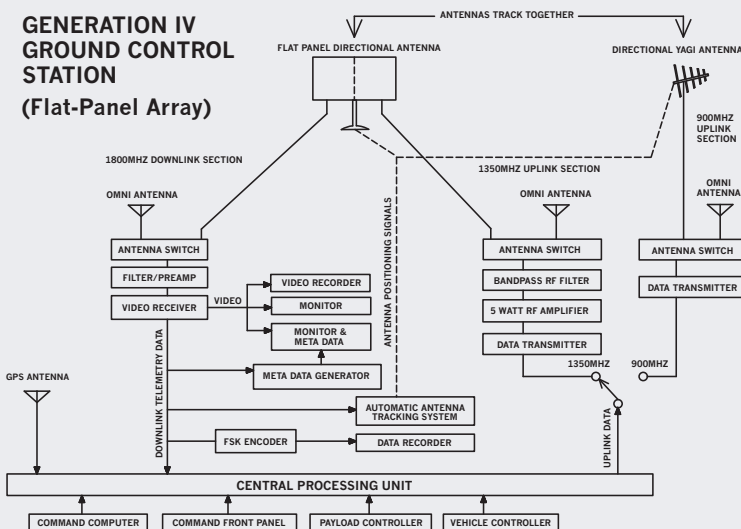 GENERATION IV
GROUND CONTROL
STATION
(Flat-Panel Array)
ANTENNAS TRACK TOGETHER
FLAT PANEL DIRECTIONAL ANTENNA
DIRECTIONAL YAGI ANTENNA
900MHZ
UPLINK
SECTION
1800MHZ DOWNLINK SECTION
1350MHZ UPLINK SECTION
OMNI ANTENNA
OMNI ANTENNA
OMNI
ANTENNA
ANTENNA SWITCH
FILTER/PREAMP
VIDEO RECEIVER
VIDEO
VIDEO RECORDER
MONITOR
MONITOR &
META DATA
META DATA GENERATOR
ANTENNA POSITIONING SIGNALS
ANTENNA SWITCH
BANDPASS RF FILTER
5 WATT RF AMPLIFIER
DATA TRANSMITTER
ANTENNA SWITCH
DATA TRANSMITTER
1350MHZ
900MHZ
GPS ANTENNA
DOWNLINK TELEMETRY DATA
AUTOMATIC ANTENNA
TRACKING SYSTEM
FSK ENCODER
DATA RECORDER
UPLINK DATA
CENTRAL PROCESSING UNIT
COMMAND COMPUTER
COMMAND FRONT PANEL
PAYLOAD CONTROLLER
VEHICLE CONTROLLER